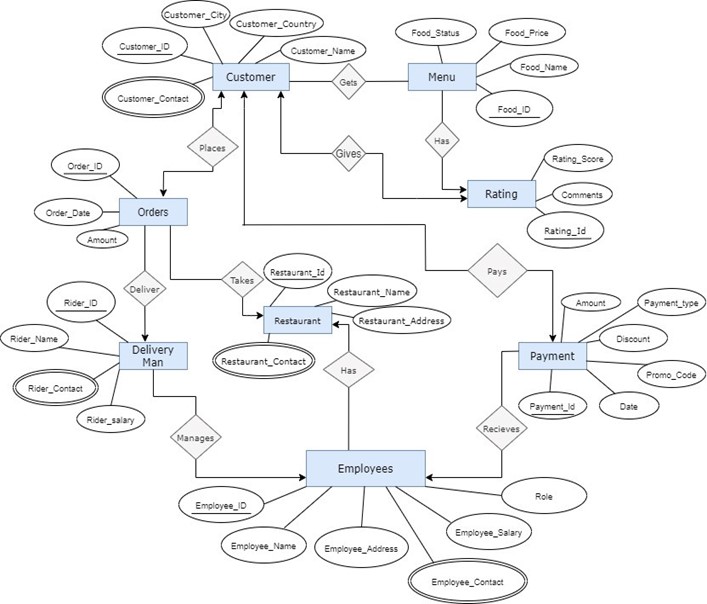 Customer_City
Customer_Country
Customer_ID
Customer_Name
Customer_Contact
Customer
Gets
Food_Status
Food_Price
Food_Name
Food_ID
Menu
Has
Places
Gives
Rating
Rating_Score
Comments
Rating_Id
Order_ID
Order_Date
Amount
Orders
Deliver
Takes
Restaurant_Id
Restaurant_Name
Restaurant_Address
Restaurant_Contact
Restaurant
Pays
Rider_ID
Rider_Name
Rider_Contact
Rider_salary
Delivery
Man
Amount
Payment_type
Discount
Promo_Code
Date
Payment_Id
Payment
Has
Manages
Recieves
Employees
Employee_ID
Employee_Name
Employee_Address
Employee_Contact
Employee_Salary
Role